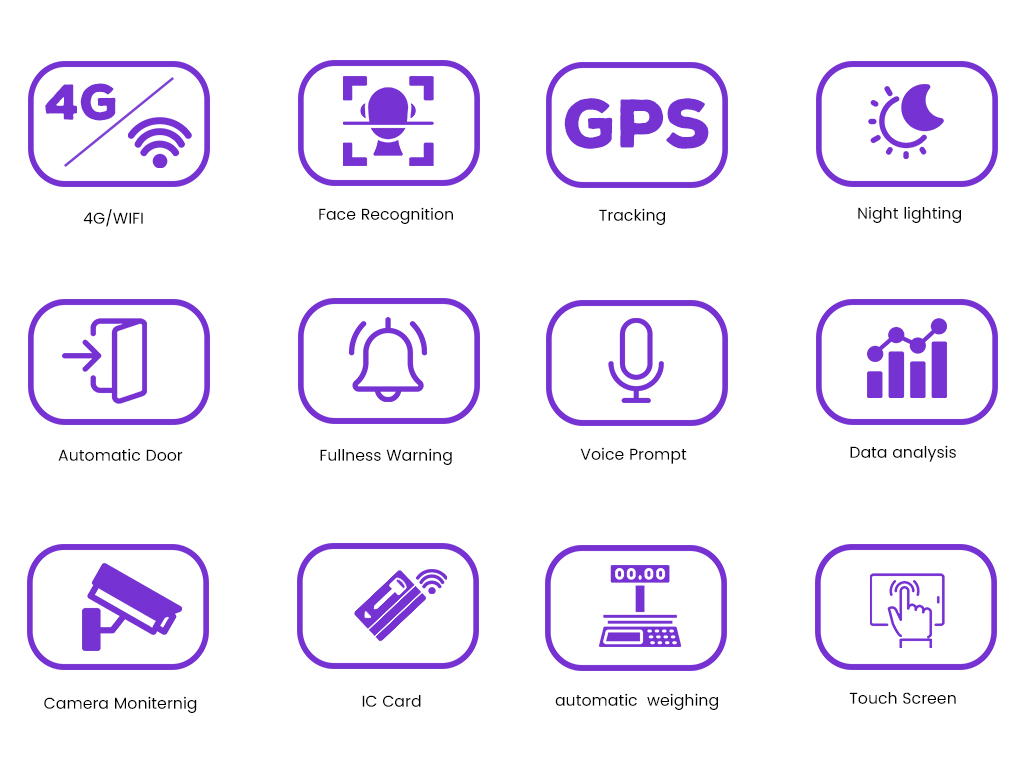 4G
GPS
4G/WIFI
Face Recognition
Tracking
Night lighting
Automatic Door
Fullness Warning
Voice Prompt
Data analysis
00.00
Camera Moniternig
IC Card
automatic weighing
Touch Screen